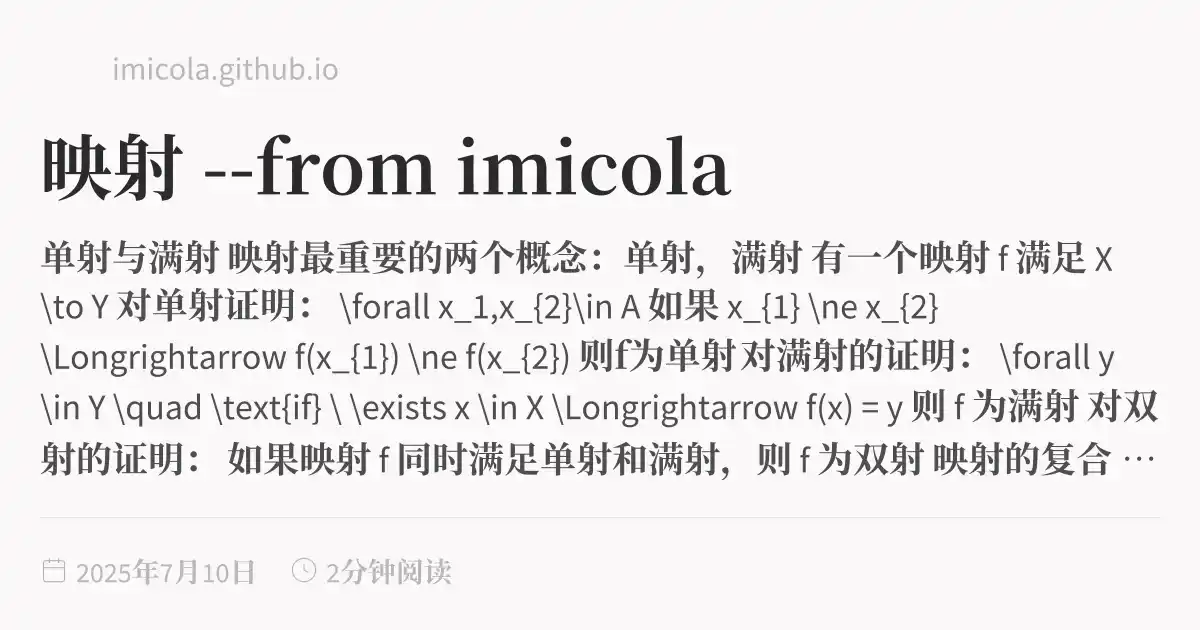 imicola.github.io
映射 --from imicola
单射与满射 映射最重要的两个概念：单射，满射 有一个映射 f 满足 X
\to Y 对单射证明： \forall x_1,x_{2}\in A 如果 x_{1} \ne x_{2}
\Longrightarrow f(x_{1}) \ne f(x_{2}) 则f为单射 对满射的证明： \forall y
\in Y \quad \text{if} \ \exists x \in X \Longrightarrow f(x) = y 则 f 为满射 对双
射的证明： 如果映射 f 同时满足单射和满射，则 f 为双射 映射的复合 …
2025年7月10日 2分钟阅读